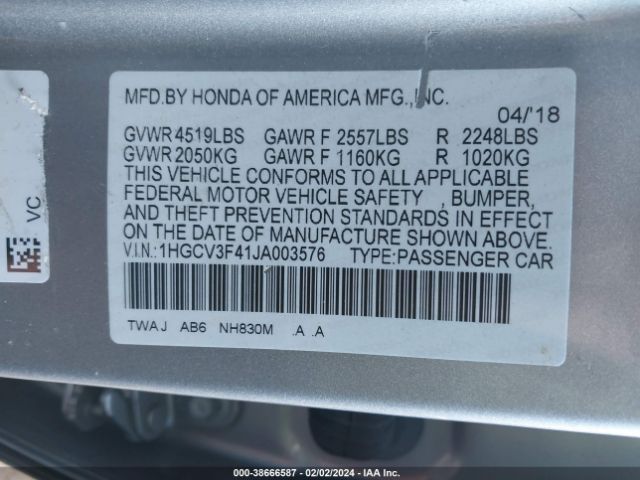 MFD.BY HONDA OF AMERICA MFG.,INC.
04/'18
GVWR 4519LBS GAWR F 2557LBS R 2248LBS
GVWR 2050KG GAWR F 1160KG R 1020KG
THIS VEHICLE CONFORMS TO ALL APPLICABLE
FEDERAL MOTOR VEHICLE SAFETY , BUMPER,
AND THEFT PREVENTION STANDARDS IN EFFECT
ON THE DATE OF MANUFACTURE SHOWN ABOVE.
V.I.N.:1HGCV3F41JA003576 TYPE:PASSENGER CAR
TWAJ AB6 NH830M .A .A
VC
000-38666587 - 02/02/2024 - IAA Inc.